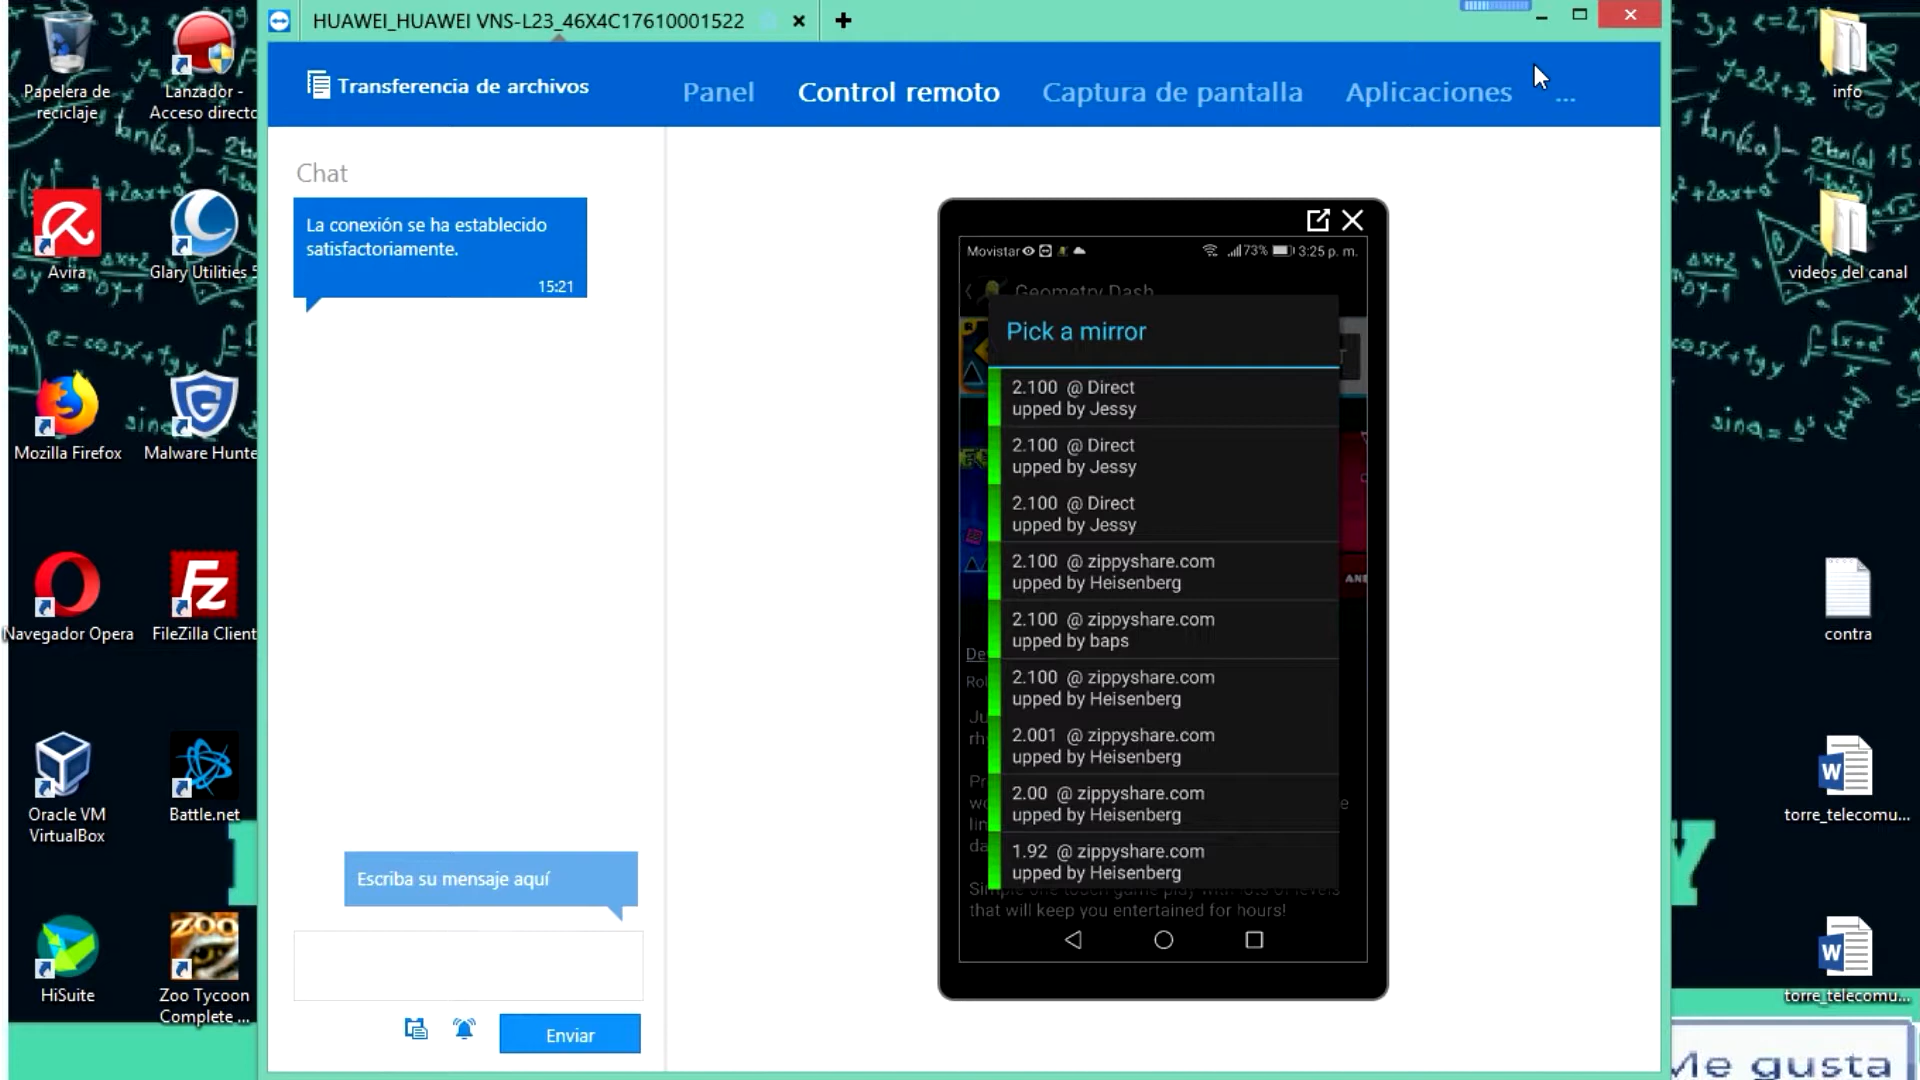 HUAWEI_HUAWEI VNS-L23_46X4C17610001522
Transferencia de archivos
Panel
Control remoto
Captura de pantalla
Aplicaciones
...
Papelera de
reciclaje
Lanzador -
Acceso directo
Avira
Glary Utilities 5
Mozilla Firefox
Malware Hunte
Navegador Opera
FileZilla Client
Oracle VM
VirtualBox
Battle.net
HiSuite
ZOO
Zoo Tycoon
Complete ...
Chat
La conexión se ha establecido
satisfactoriamente.
15:21
Escriba su mensaje aquí
Enviar
Movistar
73%
3:25 p. m.
Geometry Dash
Pick a mirror
2.100 @ Direct
upped by Jessy
2.100 @ Direct
upped by Jessy
2.100 @ Direct
upped by Jessy
2.100 @ zippyshare.com
upped by Heisenberg
2.100 @ zippyshare.com
upped by baps
2.100 @ zippyshare.com
upped by Heisenberg
2.001 @ zippyshare.com
upped by Heisenberg
2.00 @ zippyshare.com
upped by Heisenberg
1.92 @ zippyshare.com
upped by Heisenberg
that will keep you entertained for hours!
info
videos del canal
contra
torre_telecomu...
torre_telecomu...
Me gusta